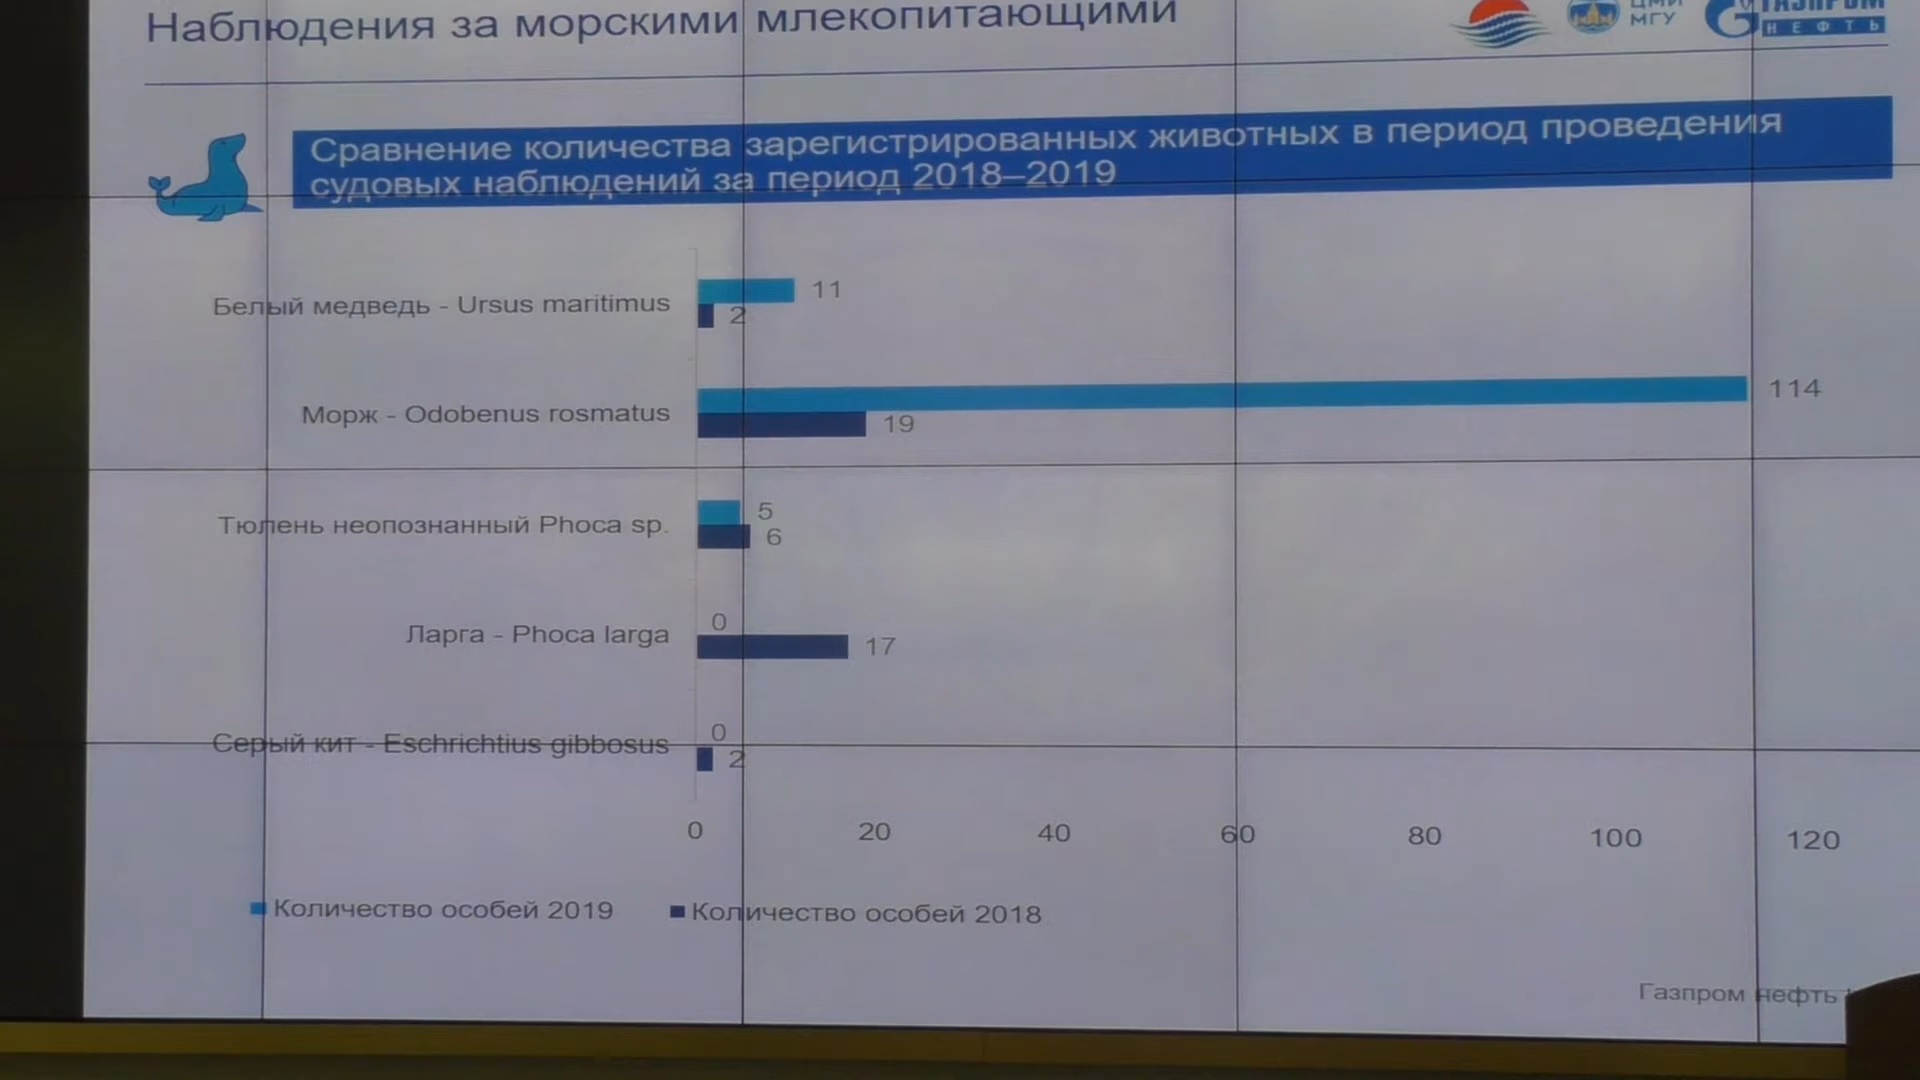 Наблюдения за морскими млекопитающими
ЦМИ
МГУ
ГАЗПРОМ
НЕФТЬ
Сравнение количества зарегистрированных животных в период проведения
судовых наблюдений за период 2018–2019
Белый медведь - Ursus maritimus
11
2
Морж - Odobenus rosmatus
114
19
Тюлень неопознанный Phoca sp.
5
6
Ларга - Phoca larga
0
17
Серый кит - Eschrichtius gibbosus
0
2
0 20 40 60 80 100 120
Количество особей 2019 Количество особей 2018
Газпром нефть